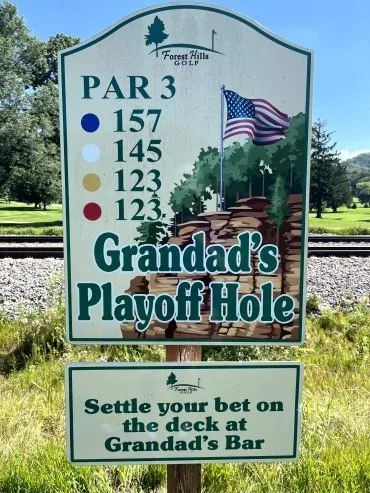 Forest Hills
GOLF
PAR 3
157
145
123
123
Grandad's
Playoff Hole
Forest Hills
GOLF
Settle your bet on
the deck at
Grandad's Bar